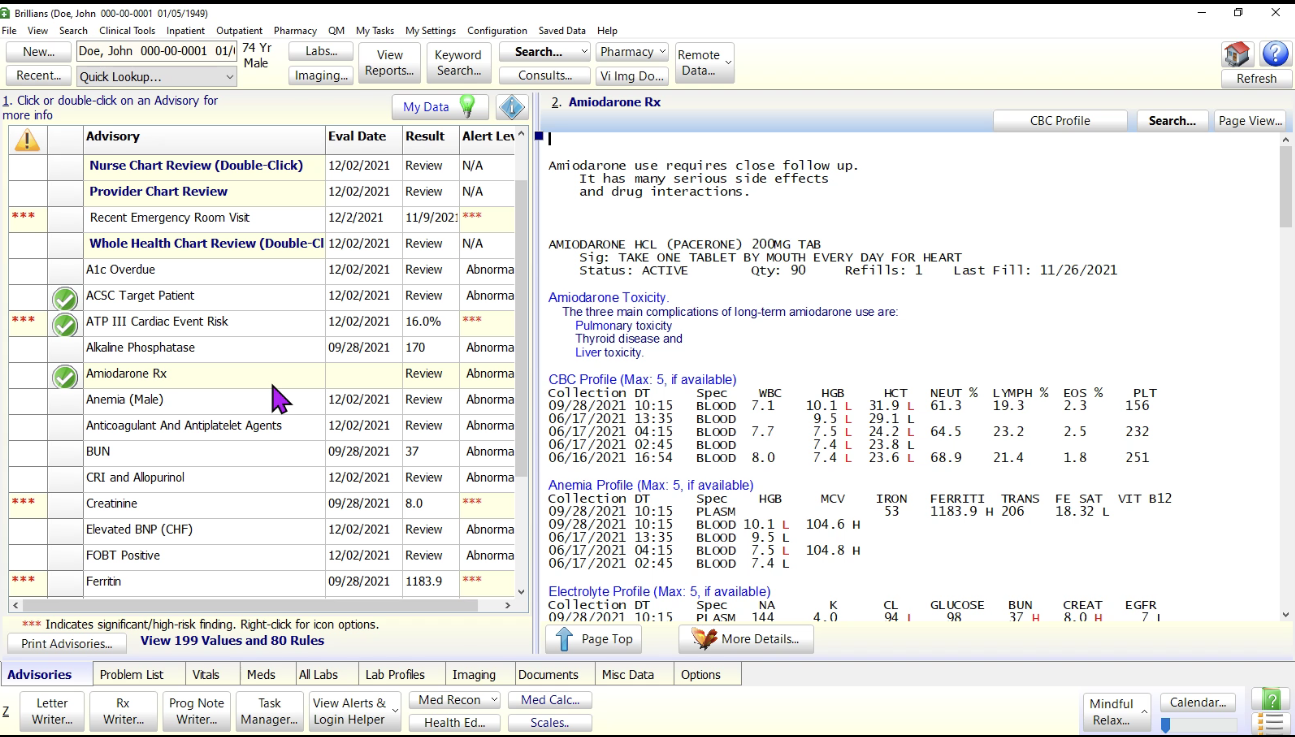 Brillians (Doe, John 000-00-0001 01/05/1949)
File View Search Clinical Tools Inpatient Outpatient Pharmacy QM My Tasks My Settings Configuration Saved Data Help
New... Doe, John 000-00-0001 01/( 74 Yr Male Labs... View Reports... Keyword Search... Search... Pharmacy Remote Data...
Recent... Quick Lookup... Imaging... Consults... Vi Img Do... Refresh
1. Click or double-click on an Advisory for
more info
My Data
Advisory Eval Date Result Alert Lev
Nurse Chart Review (Double-Click) 12/02/2021 Review N/A
Provider Chart Review 12/02/2021 Review N/A
*** Recent Emergency Room Visit 12/2/2021 11/9/2021 ***
Whole Health Chart Review (Double-Cl 12/02/2021 Review N/A
A1c Overdue 12/02/2021 Review Abnorma
ACSC Target Patient 12/02/2021 Review Abnorma
*** ATP III Cardiac Event Risk 12/02/2021 16.0% ***
Alkaline Phosphatase 09/28/2021 170 Abnorma
Amiodarone Rx Review Abnorma
Anemia (Male) 12/02/2021 Review Abnorma
Anticoagulant And Antiplatelet Agents 12/02/2021 Review Abnorma
BUN 09/28/2021 37 Abnorma
CRI and Allopurinol 12/02/2021 Review Abnorma
*** Creatinine 09/28/2021 8.0 ***
Elevated BNP (CHF) 12/02/2021 Review Abnorma
FOBT Positive 12/02/2021 Review Abnorma
*** Ferritin 09/28/2021 1183.9 ***
*** Indicates significant/high-risk finding. Right-click for icon options.
Print Advisories... View 199 Values and 80 Rules
2. Amiodarone Rx
CBC Profile Search... Page View...
Amiodarone use requires close follow up.
It has many serious side effects
and drug interactions.
AMIODARONE HCL (PACERONE) 200MG TAB
Sig: TAKE ONE TABLET BY MOUTH EVERY DAY FOR HEART
Status: ACTIVE Qty: 90 Refills: 1 Last Fill: 11/26/2021
Amiodarone Toxicity.
The three main complications of long-term amiodarone use are:
Pulmonary toxicity
Thyroid disease and
Liver toxicity.
CBC Profile (Max: 5, if available)
Collection DT Spec WBC HGB HCT NEUT % LYMPH % EOS % PLT
09/28/2021 10:15 BLOOD 7.1 10.1 L 31.9 L 61.3 19.3 2.3 156
06/17/2021 13:35 BLOOD 9.5 L 29.1 L
06/17/2021 04:15 BLOOD 7.7 7.5 L 24.2 L 64.5 23.2 2.5 232
06/17/2021 02:45 BLOOD 7.4 L 23.8 L
06/16/2021 16:54 BLOOD 8.0 7.4 L 23.6 L 68.9 21.4 1.8 251
Anemia Profile (Max: 5, if available)
Collection DT Spec HGB MCV IRON FERRITI TRANS FE SAT VIT B12
09/28/2021 10:15 PLASM 53 1183.9 H 206 18.32 L
09/28/2021 10:15 BLOOD 10.1 L 104.6 H
06/17/2021 13:35 BLOOD 9.5 L
06/17/2021 04:15 BLOOD 7.5 L 104.8 H
06/17/2021 02:45 BLOOD 7.4 L
Electrolyte Profile (Max: 5, if available)
Collection DT Spec NA K CL GLUCOSE BUN CREAT EGFR
09/28/2021 10:15 PLASM 144 4.0 94 L 98 37 H 8.0 H 7 L
Page Top More Details...
Advisories Problem List Vitals Meds All Labs Lab Profiles Imaging Documents Misc Data Options
Z Letter Writer... Rx Writer... Prog Note Writer... Task Manager... View Alerts & Login Helper Med Recon Med Calc... Mindful Relax... Calendar...
Health Ed... Scales..